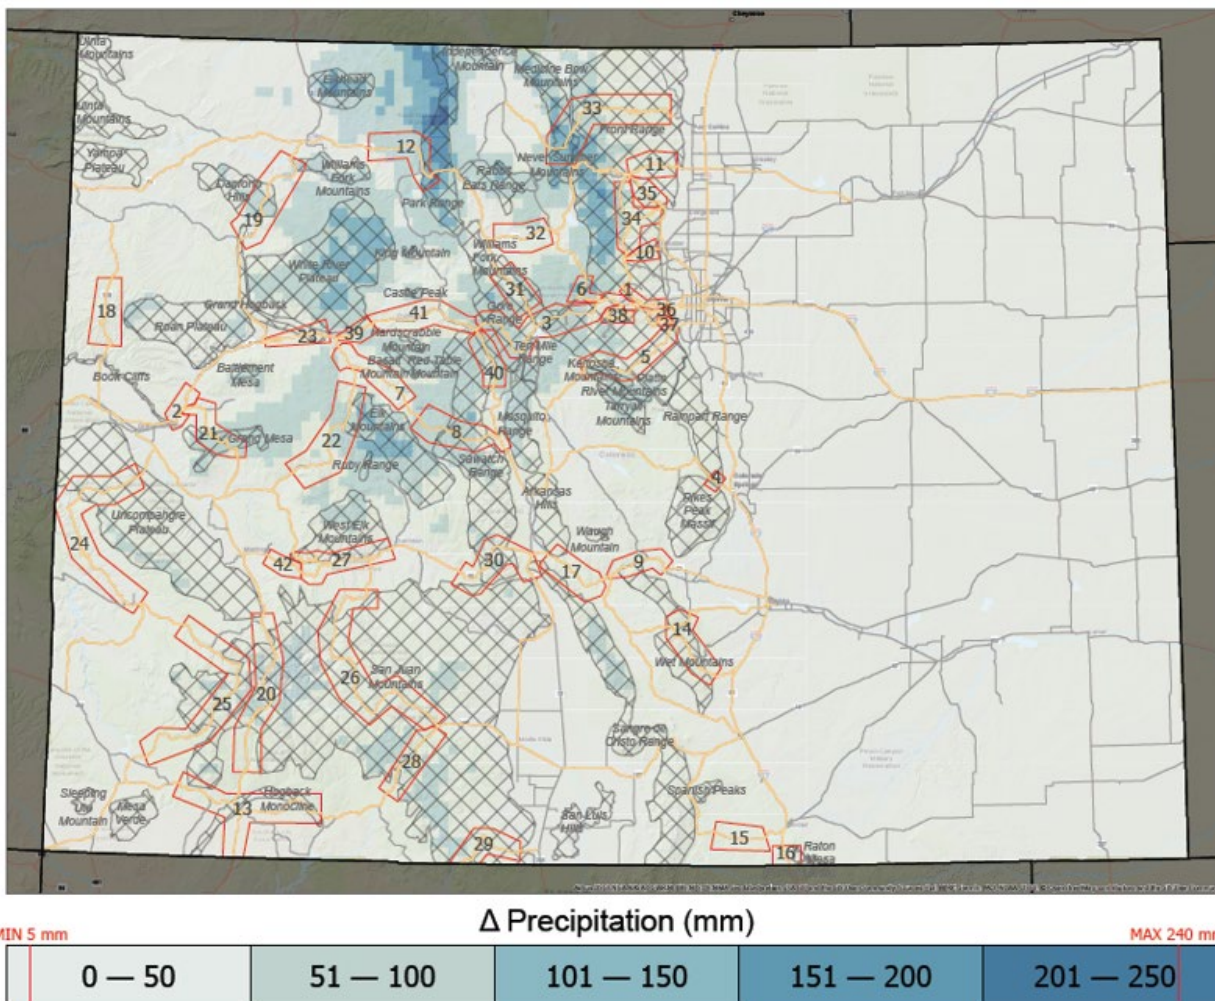 Cheyenne
Uinta
Mountains
Independence
Mountain
Medicine Bow
Mountains
Elkhead
Mountains
Uinta
Mountains
33
Front Range
12
Yampa
Plateau
Never Summer
Mountains
11
Williams
Fork
Mountains
Rabbit
Ears Range
Danforth
Hills
35
Park Range
19
34
32
Williams
Fork
Mountains
King Mountain
10
White River
Plateau
Castle Peak
31
6
1
Grand Hogback
18
41
Gore
Range
Roan Plateau
3
38
36
37
23
39
Hardscrabble
Mountain
Ten Mile
Range
5
Basalt
Mountain
Red Table
Mountain
Kenosha
Mountains
Battlement
Mesa
40
Book Cliffs
7
River Mountains
Tarryall
Mountains
2
Elk
Mountains
Mosquito
Range
Rampart Range
21
Grand Mesa
22
8
Ruby Range
Sawatch
Range
4
Arkansas
Hills
Pikes
Peak
Massif
Uncompahgre
Plateau
West Elk
Mountains
Waugh
Mountain
24
42
27
30
17
9
14
Wet Mountains
26
San Juan
Mountains
20
25
Sangre de
Cristo Range
28
Sleeping
Ute
Mountain
Mesa
Verde
13
Hogback
Monocline
Spanish Peaks
San Luis
Hills
15
29
16
Raton
Mesa
Δ Precipitation (mm)
MIN 5 mm
MAX 240 mm
0 — 50
51 — 100
101 — 150
151 — 200
201 — 250